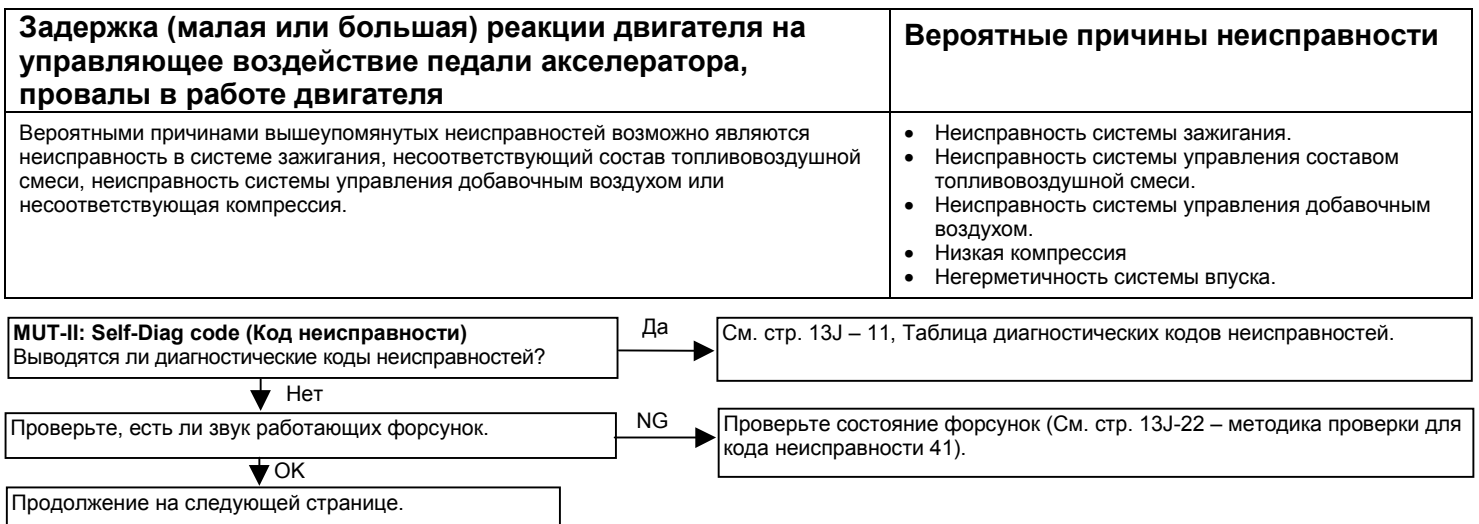 Задержка (малая или большая) реакции двигателя на
управляющее воздействие педали акселератора,
провалы в работе двигателя
Вероятные причины неисправности
Вероятными причинами вышеупомянутых неисправностей возможно являются
неисправность в системе зажигания, несоответствующий состав топливовоздушной
смеси, неисправность системы управления добавочным воздухом или
несоответствующая компрессия.
• Неисправность системы зажигания.
• Неисправность системы управления составом
топливовоздушной смеси.
• Неисправность системы управления добавочным
воздухом.
• Низкая компрессия
• Негерметичность системы впуска.
MUT-II: Self-Diag code (Код неисправности)
Выводятся ли диагностические коды неисправностей?
Да
См. стр. 13J – 11, Таблица диагностических кодов неисправностей.
Нет
Проверьте, есть ли звук работающих форсунок.
NG
Проверьте состояние форсунок (См. стр. 13J-22 – методика проверки для
кода неисправности 41).
OK
Продолжение на следующей странице.